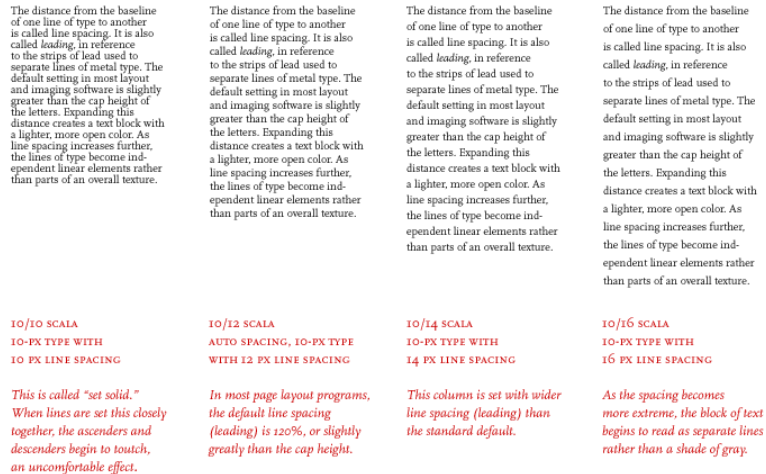 The distance from the baseline
of one line of type to another
is called line spacing. It is also
called leading, in reference
to the strips of lead used to
separate lines of metal type. The
default setting in most layout
and imaging software is slightly
greater than the cap height of
the letters. Expanding this
distance creates a text block with
a lighter, more open color. As
line spacing increases further,
the lines of type become ind-
ependent linear elements rather
than parts of an overall texture.
10/10 SCALA
10-PX TYPE WITH
10 PX LINE SPACING
This is called “set solid.”
When lines are set this closely
together, the ascenders and
descenders begin to toutch,
an uncomfortable effect.
The distance from the baseline
of one line of type to another
is called line spacing. It is also
called leading, in reference
to the strips of lead used to
separate lines of metal type. The
default setting in most layout
and imaging software is slightly
greater than the cap height of
the letters. Expanding this
distance creates a text block with
a lighter, more open color. As
line spacing increases further,
the lines of type become ind-
ependent linear elements rather
than parts of an overall texture.
10/12 SCALA
AUTO SPACING, 10-PX TYPE
WITH 12 PX LINE SPACING
In most page layout programs,
the default line spacing
(leading) is 120%, or slightly
greatly than the cap height.
The distance from the baseline
of one line of type to another
is called line spacing. It is also
called leading, in reference
to the strips of lead used to
separate lines of metal type. The
default setting in most layout
and imaging software is slightly
greater than the cap height of
the letters. Expanding this
distance creates a text block with
a lighter, more open color. As
line spacing increases further,
the lines of type become ind-
ependent linear elements rather
than parts of an overall texture.
10/14 SCALA
10-PX TYPE WITH
14 PX LINE SPACING
This column is set with wider
line spacing (leading) than
the standard default.
The distance from the baseline
of one line of type to another
is called line spacing. It is also
called leading, in reference
to the strips of lead used to
separate lines of metal type. The
default setting in most layout
and imaging software is slightly
greater than the cap height of
the letters. Expanding this
distance creates a text block with
a lighter, more open color. As
line spacing increases further,
the lines of type become ind-
ependent linear elements rather
than parts of an overall texture.
10/16 SCALA
10-PX TYPE WITH
16 PX LINE SPACING
As the spacing becomes
more extreme, the block of text
begins to read as separate lines
rather than a shade of gray.